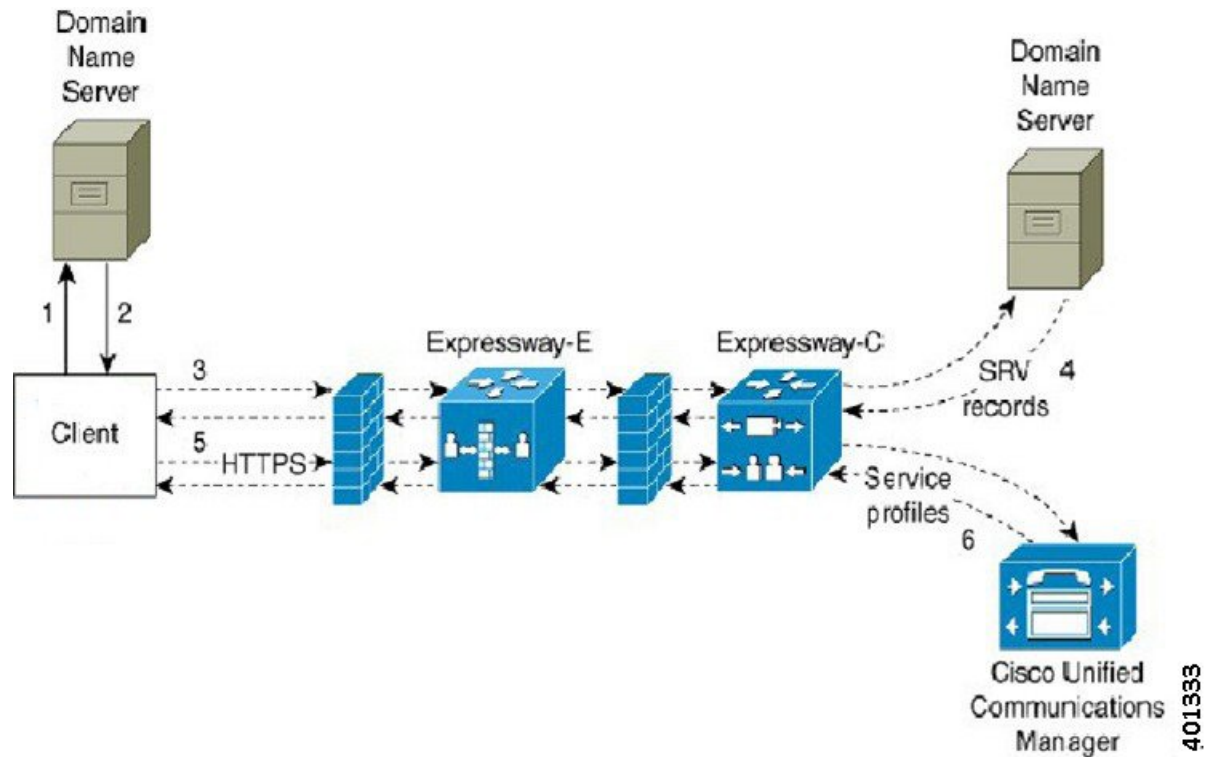 Domain
Name
Server
Domain
Name
Server
1
2
Expressway-E
Expressway-C
3
SRV
4
records
Client
5
HTTPS
Service
profiles
6
Cisco Unified
Communications
Manager
401333